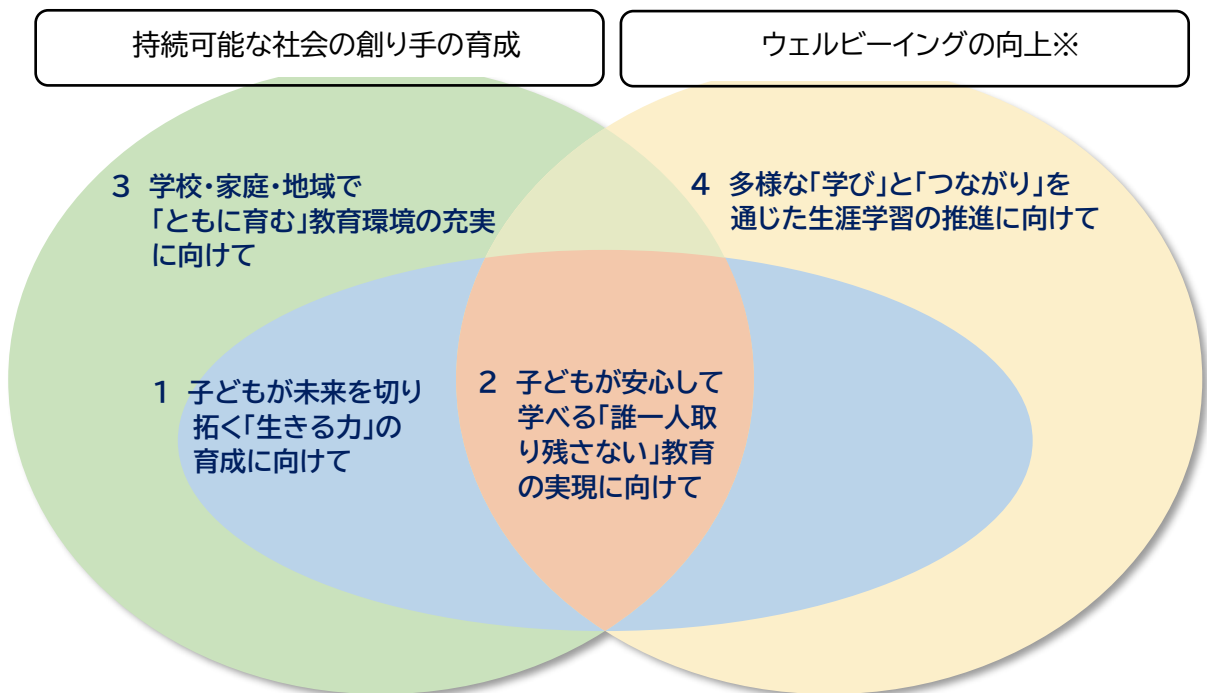 持続可能な社会の創り手の育成
ウェルビーイングの向上※
3 学校・家庭・地域で
「ともに育む」教育環境の充実
に向けて
4 多様な「学び」と「つながり」を
通じた生涯学習の推進に向けて
1 子どもが未来を切り
拓く「生きる力」の
育成に向けて
2 子どもが安心して
学べる「誰一人取
り残さない」教育
の実現に向けて